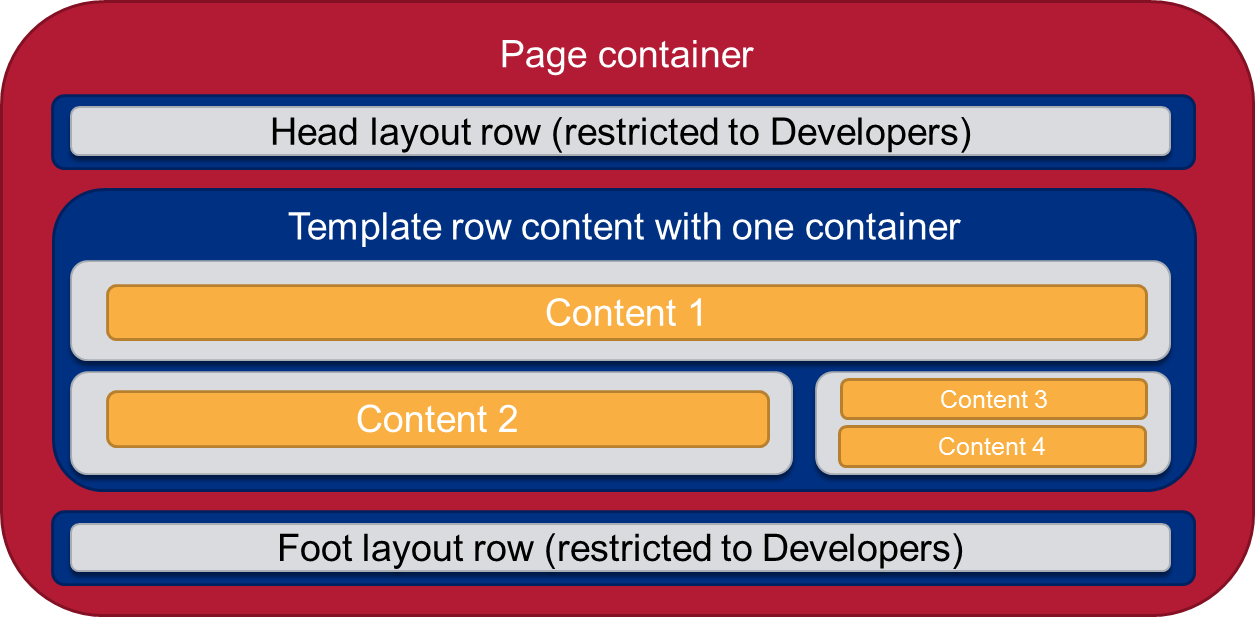 Page container
Head layout row (restricted to Developers)
Template row content with one container
Content 1
Content 2
Content 3
Content 4
Foot layout row (restricted to Developers)